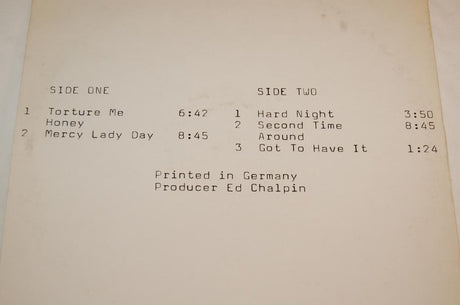 SIDE ONE
1 Torture Me 6:42
Honey
2 Mercy Lady Day 8:45
SIDE TWO
1 Hard Night 3:50
2 Second Time 8:45
Around
3 Got To Have It 1:24
Printed in Germany
Producer Ed Chalpin